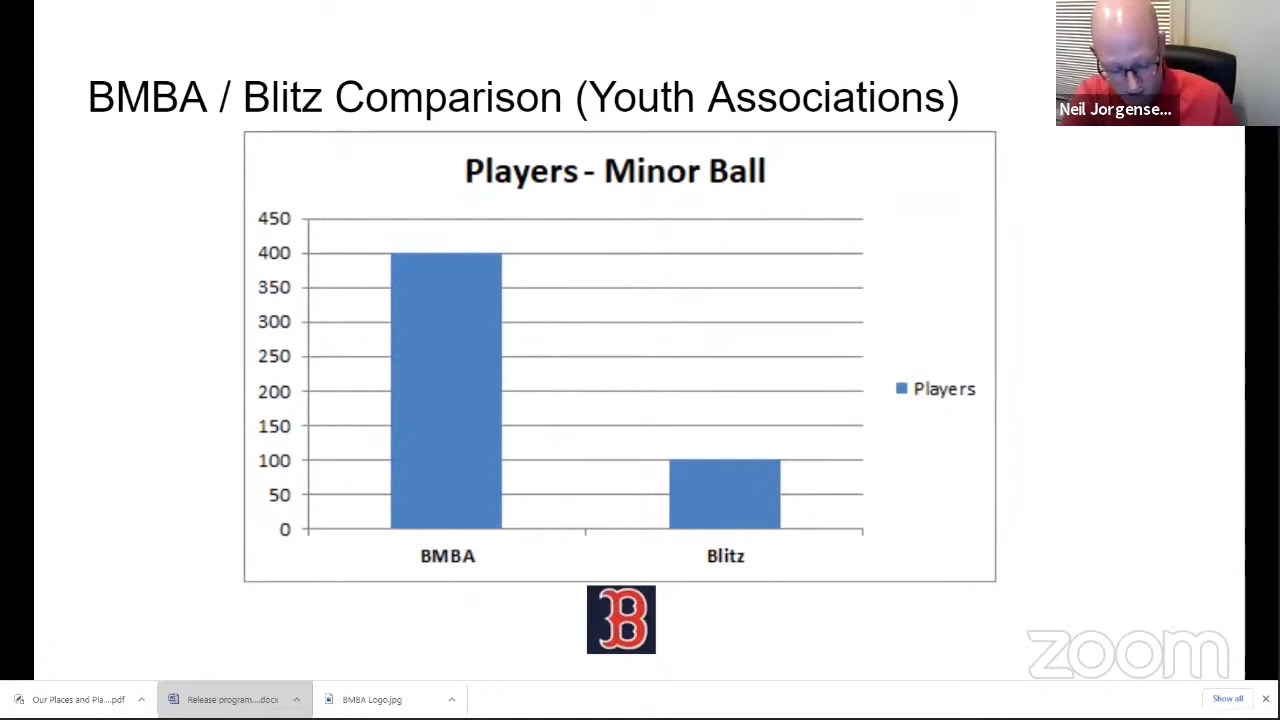 BMBA / Blitz Comparison (Youth Associations)
Neil Jorgense...
Players - Minor Ball
450
400
350
300
250
200
150
100
50
0
Players
BMBA
Blitz
B
zoom
Our Places and Pla....pdf
Release program....docx
BMBA Logo.jpg
Show all